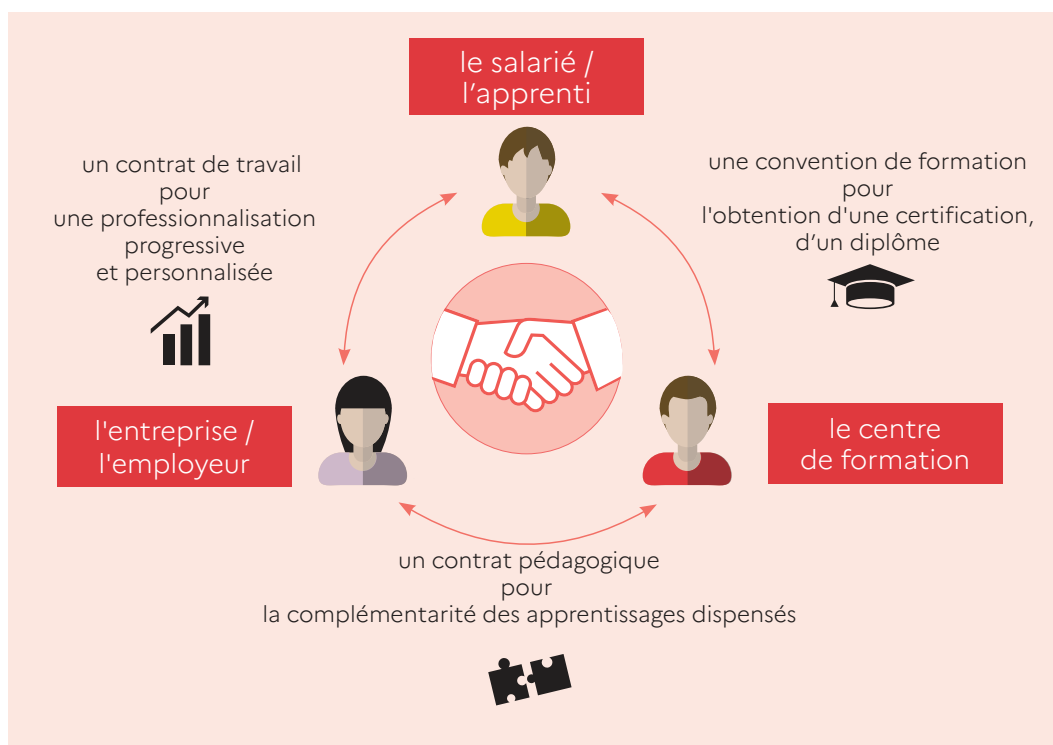 le salarié /
l’apprenti
un contrat de travail
pour
une professionnalisation
progressive
et personnalisée
une convention de formation
pour
l'obtention d'une certification,
d’un diplôme
l'entreprise /
l'employeur
le centre
de formation
un contrat pédagogique
pour
la complémentarité des apprentissages dispensés